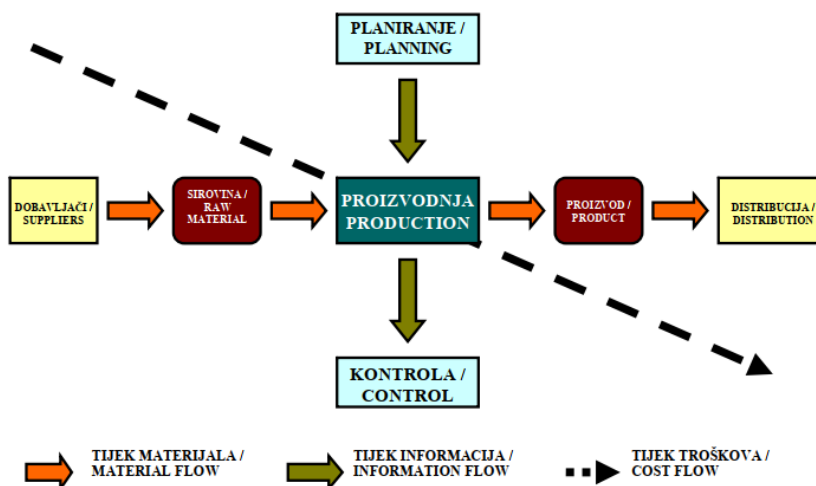 PLANIRANJE /
PLANNING
DOBAVLJAČI /
SUPPLIERS
SIROVINA /
RAW
MATERIAL
PROIZVODNJA
PRODUCTION
PROIZVOD /
PRODUCT
DISTRIBUCIJA /
DISTRIBUTION
KONTROLA /
CONTROL
TIJEK MATERIJALA /
MATERIAL FLOW
TIJEK INFORMACIJA /
INFORMATION FLOW
TIJEK TROŠKOVA /
COST FLOW